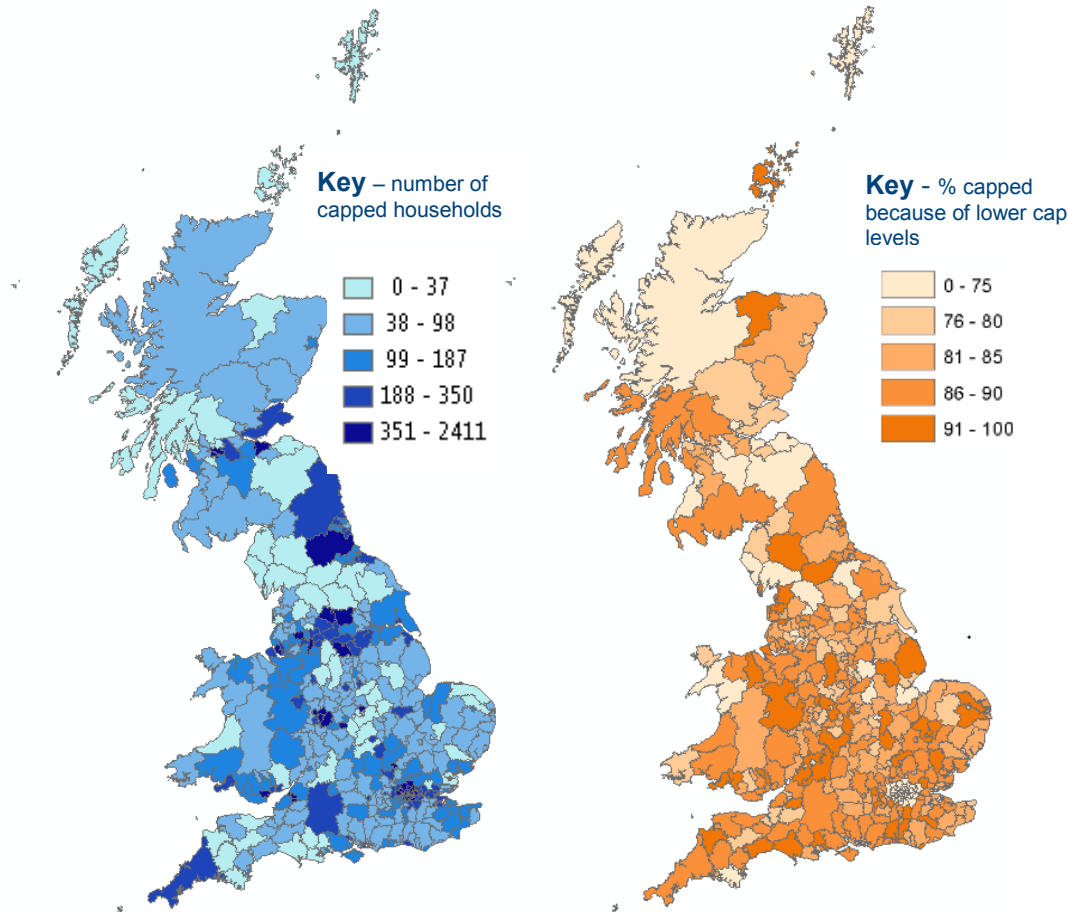 Key – number of
capped households
0 - 37
38 - 98
99 - 187
188 - 350
351 - 2411
Key - % capped
because of lower cap
levels
0 - 75
76 - 80
81 - 85
86 - 90
91 - 100